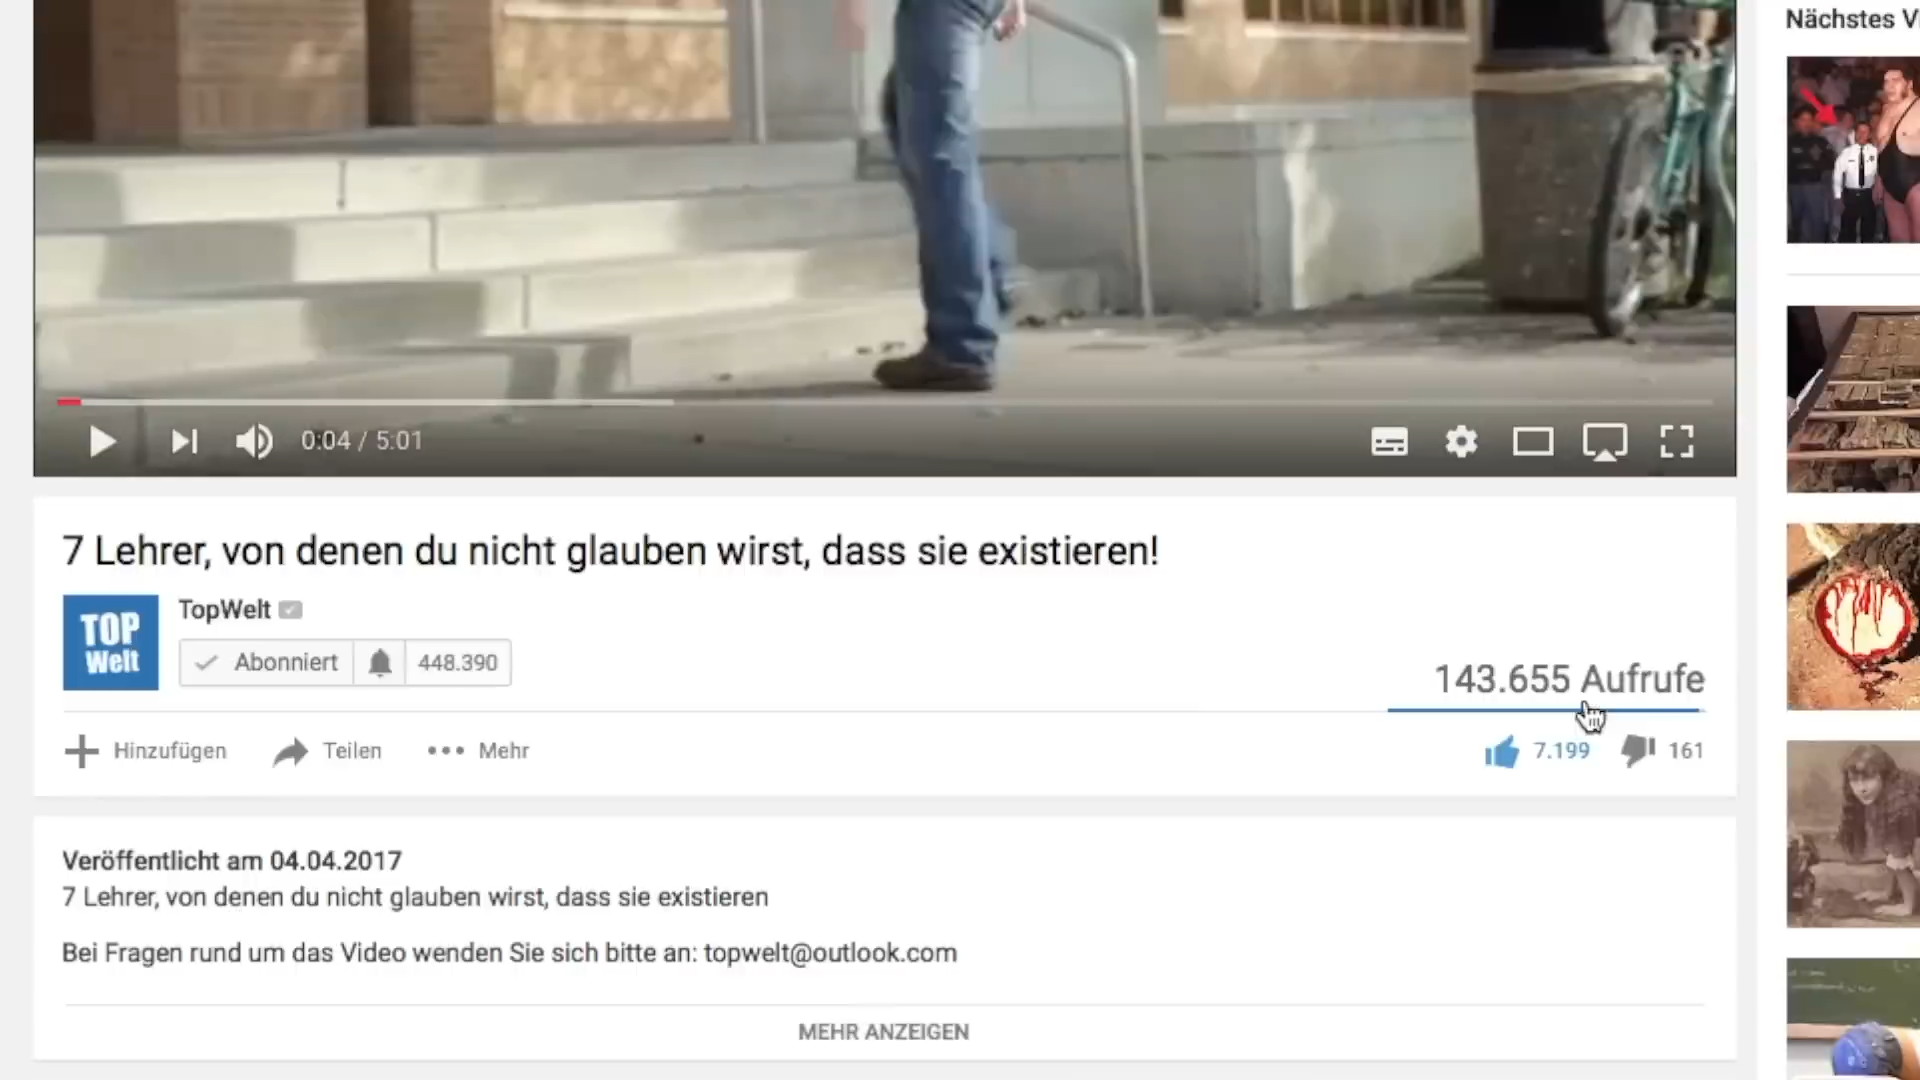 Nächstes V
0:04 / 5:01
7 Lehrer, von denen du nicht glauben wirst, dass sie existieren!
TOP
Welt
TopWelt
Abonniert 448.390
143.655 Aufrufe
Hinzufügen Teilen Mehr 7.199 161
Veröffentlicht am 04.04.2017
7 Lehrer, von denen du nicht glauben wirst, dass sie existieren
Bei Fragen rund um das Video wenden Sie sich bitte an: topwelt@outlook.com
MEHR ANZEIGEN